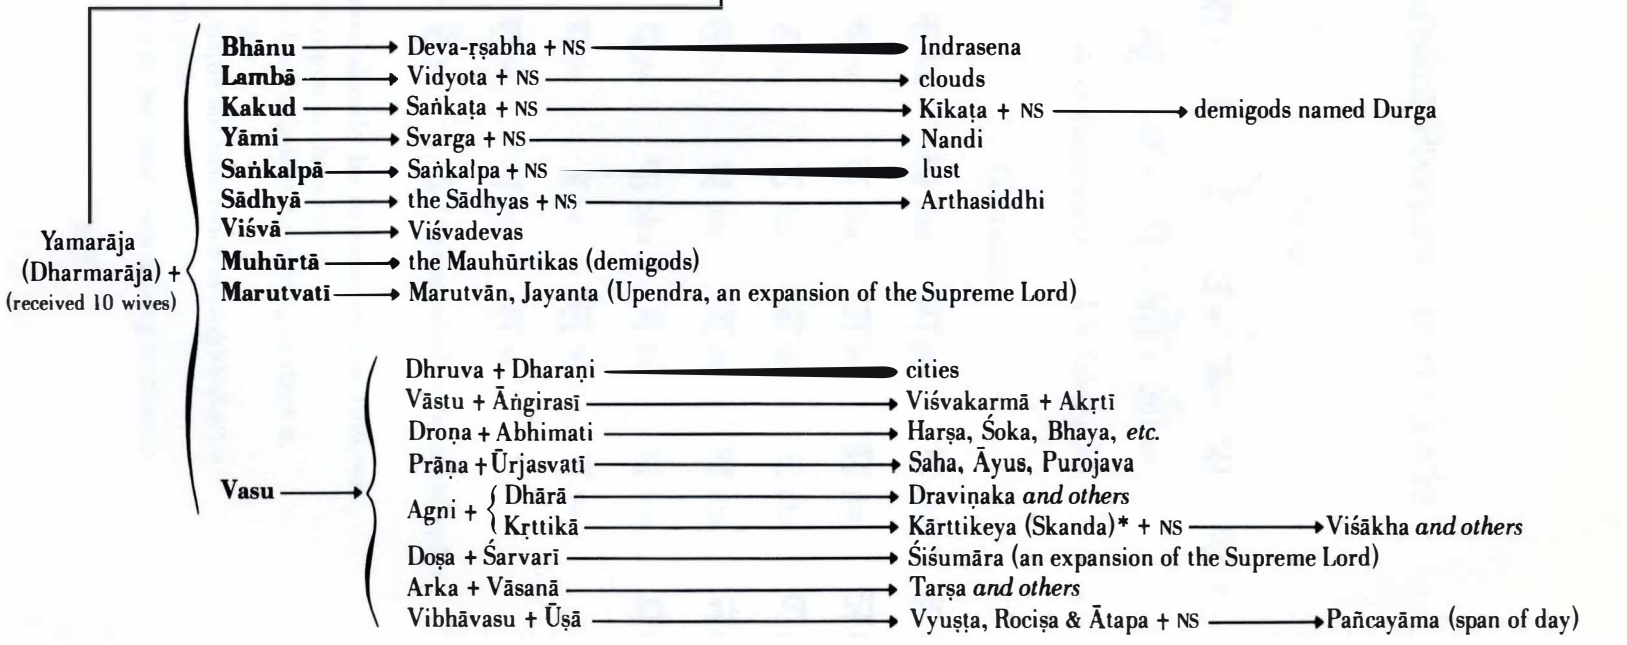 Bhānu → Deva-ṛṣabha + NS → Indrasena
Lambā → Vidyota + NS → clouds
Kakud → Saṅkaṭa + NS → Kīkaṭa + NS → demigods named Durga
Yāmi → Svarga + NS → Nandi
Saṅkalpā → Saṅkalpa + NS → lust
Sādhyā → the Sādhyas + NS → Arthasiddhi
Viśvā → Viśvadevas
Yamarāja
(Dharmarāja) +
(received 10 wives)
Muhūrtā → the Mauhūrtikas (demigods)
Marutvatī → Marutvān, Jayanta (Upendra, an expansion of the Supreme Lord)
Vasu →
Dhruva + Dharaṇi → cities
Vāstu + Āṅgirasī → Viśvakarmā + Akṛtī
Droṇa + Abhimati → Harṣa, Śoka, Bhaya, etc.
Prāṇa + Ūrjasvatī → Saha, Āyus, Purojava
Agni +
Dhārā → Draviṇaka and others
Kṛttikā → Kārttikeya (Skanda)* + NS → Viśākha and others
Doṣa + Śarvarī → Śiśumāra (an expansion of the Supreme Lord)
Arka + Vāsanā → Tarṣa and others
Vibhāvasu + Ūṣā → Vyuṣṭa, Rociṣa & Ātapa + NS → Pañcayāma (span of day)